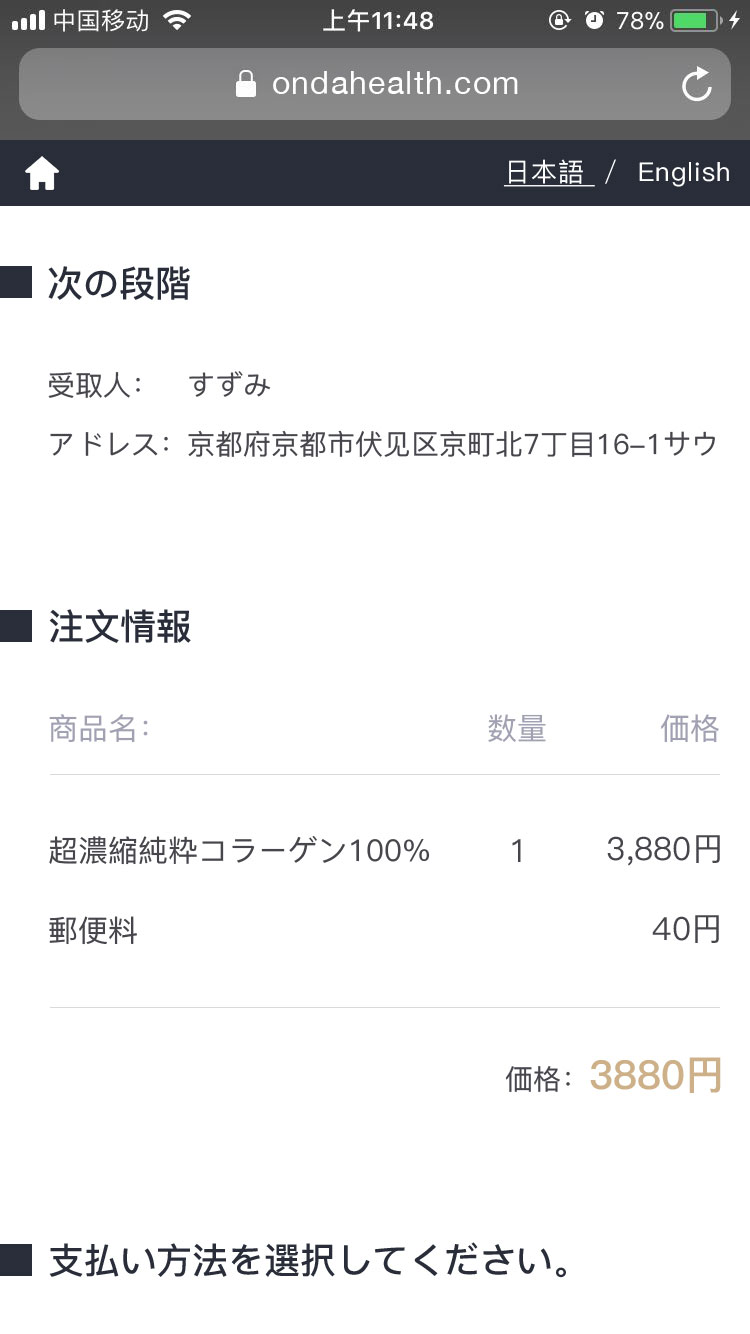 中国移动 上午11:48 78%
ondahealth.com
日本語 / English
次の段階
受取人： すずみ
アドレス：京都府京都市伏见区京町北7丁目16-1サウ
注文情報
商品名： 数量 価格
超濃縮純粋コラーゲン100% 1 3,880円
郵便料 40円
価格：3880円
支払い方法を選択してください。